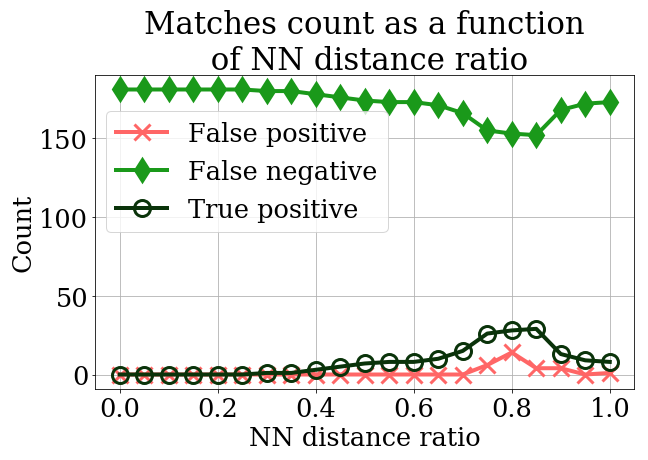 Matches count as a function
of NN distance ratio
False positive
False negative
True positive
Count
150
100
50
0
0.0 0.2 0.4 0.6 0.8 1.0
NN distance ratio